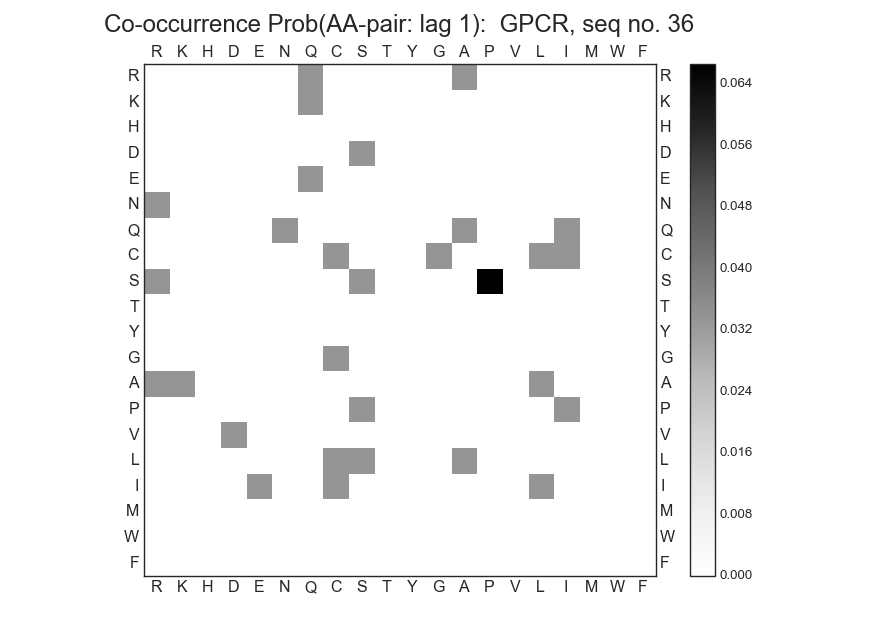 Co-occurrence Prob(AA-pair: lag 1):  GPCR, seq no. 36
R K H D E N Q C S T Y G A P V L I M W F
R R
K K
H H
D D
E E
N N
Q Q
C C
S S
T T
Y Y
G G
A A
P P
V V
L L
I I
M M
W W
F F
R K H D E N Q C S T Y G A P V L I M W F
0.064
0.056
0.048
0.040
0.032
0.024
0.016
0.008
0.000